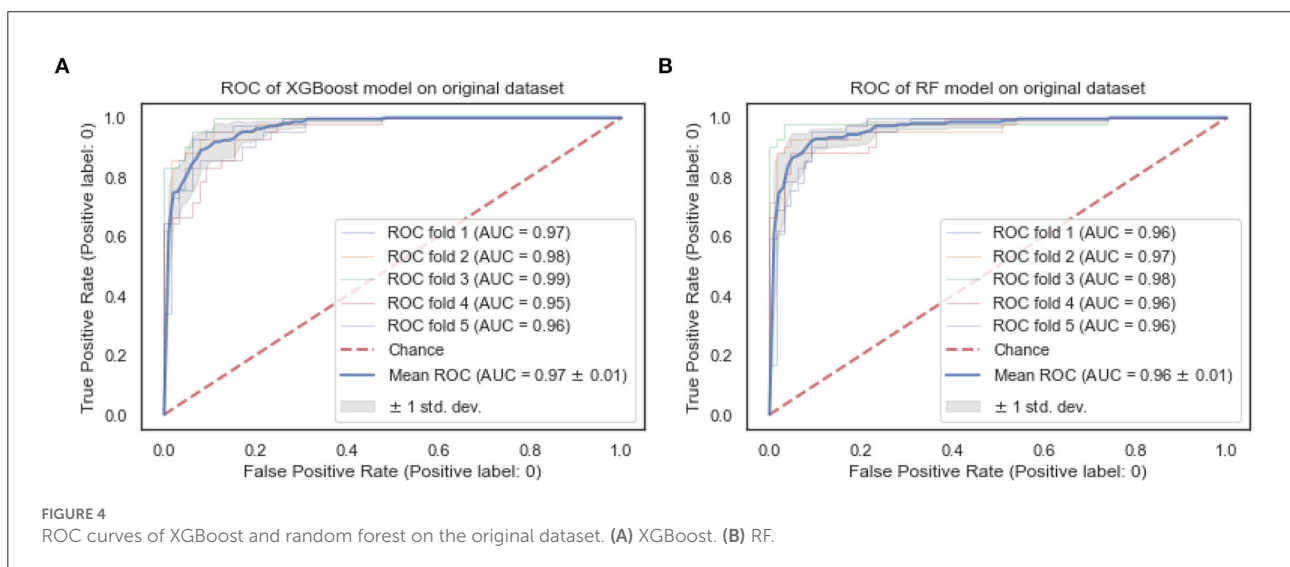 A
ROC of XGBoost model on original dataset
True Positive Rate (Positive label: 0)
1.0
0.8
0.6
0.4
0.2
0.0
ROC fold 1 (AUC = 0.97)
ROC fold 2 (AUC = 0.98)
ROC fold 3 (AUC = 0.99)
ROC fold 4 (AUC = 0.95)
ROC fold 5 (AUC = 0.96)
Chance
Mean ROC (AUC = 0.97 ± 0.01)
± 1 std. dev.
0.0 0.2 0.4 0.6 0.8 1.0
False Positive Rate (Positive label: 0)
B
ROC of RF model on original dataset
True Positive Rate (Positive label: 0)
1.0
0.8
0.6
0.4
0.2
0.0
ROC fold 1 (AUC = 0.96)
ROC fold 2 (AUC = 0.97)
ROC fold 3 (AUC = 0.98)
ROC fold 4 (AUC = 0.96)
ROC fold 5 (AUC = 0.96)
Chance
Mean ROC (AUC = 0.96 ± 0.01)
± 1 std. dev.
0.0 0.2 0.4 0.6 0.8 1.0
False Positive Rate (Positive label: 0)
FIGURE 4
ROC curves of XGBoost and random forest on the original dataset. (A) XGBoost. (B) RF.